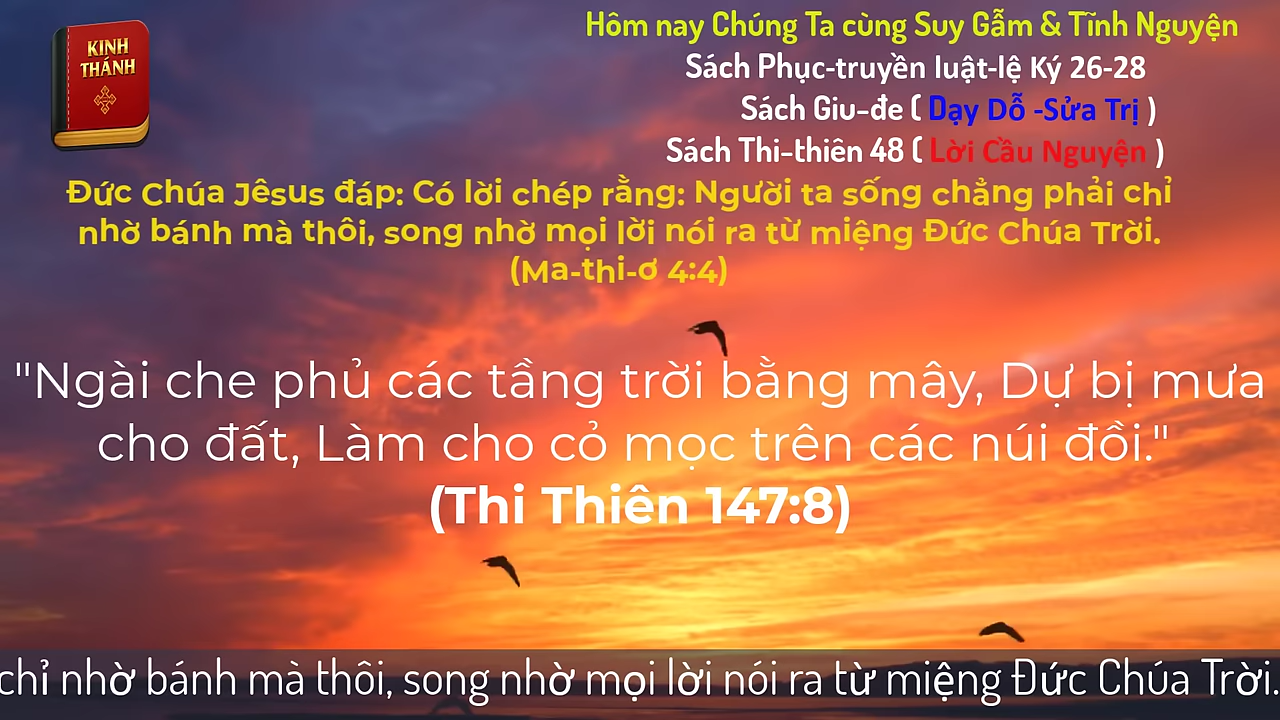 KINH
THÁNH
Hôm nay Chúng Ta cùng Suy Gẫm & Tĩnh Nguyện
Sách Phục-truyền luật-lệ Ký 26-28
Sách Giu-đe ( Dạy Dỗ -Sửa Trị )
Sách Thi-thiên 48 ( Lời Cầu Nguyện )
Đức Chúa Jêsus đáp: Có lời chép rằng: Người ta sống chẳng phải chỉ
nhờ bánh mà thôi, song nhờ mọi lời nói ra từ miệng Đức Chúa Trời.
(Ma-thi-ơ 4:4)
"Ngài che phủ các tầng trời bằng mây, Dự bị mưa
cho đất, Làm cho cỏ mọc trên các núi đồi."
(Thi Thiên 147:8)
chỉ nhờ bánh mà thôi, song nhờ mọi lời nói ra từ miệng Đức Chúa Trời.